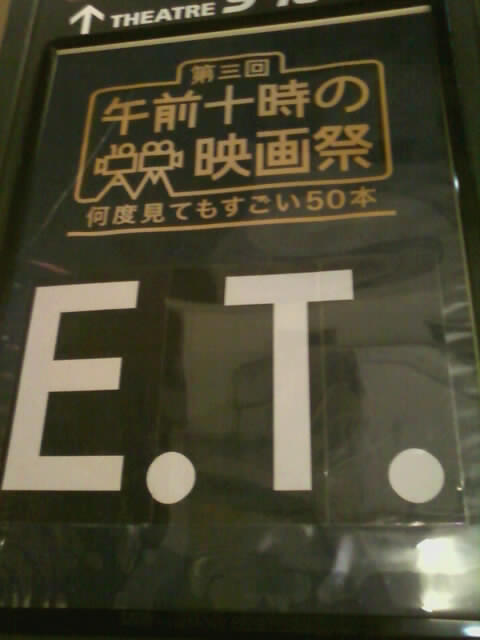 ↑ THEATRE
第三回
午前十時の
映画祭
何度見てもすごい50本
E.T.